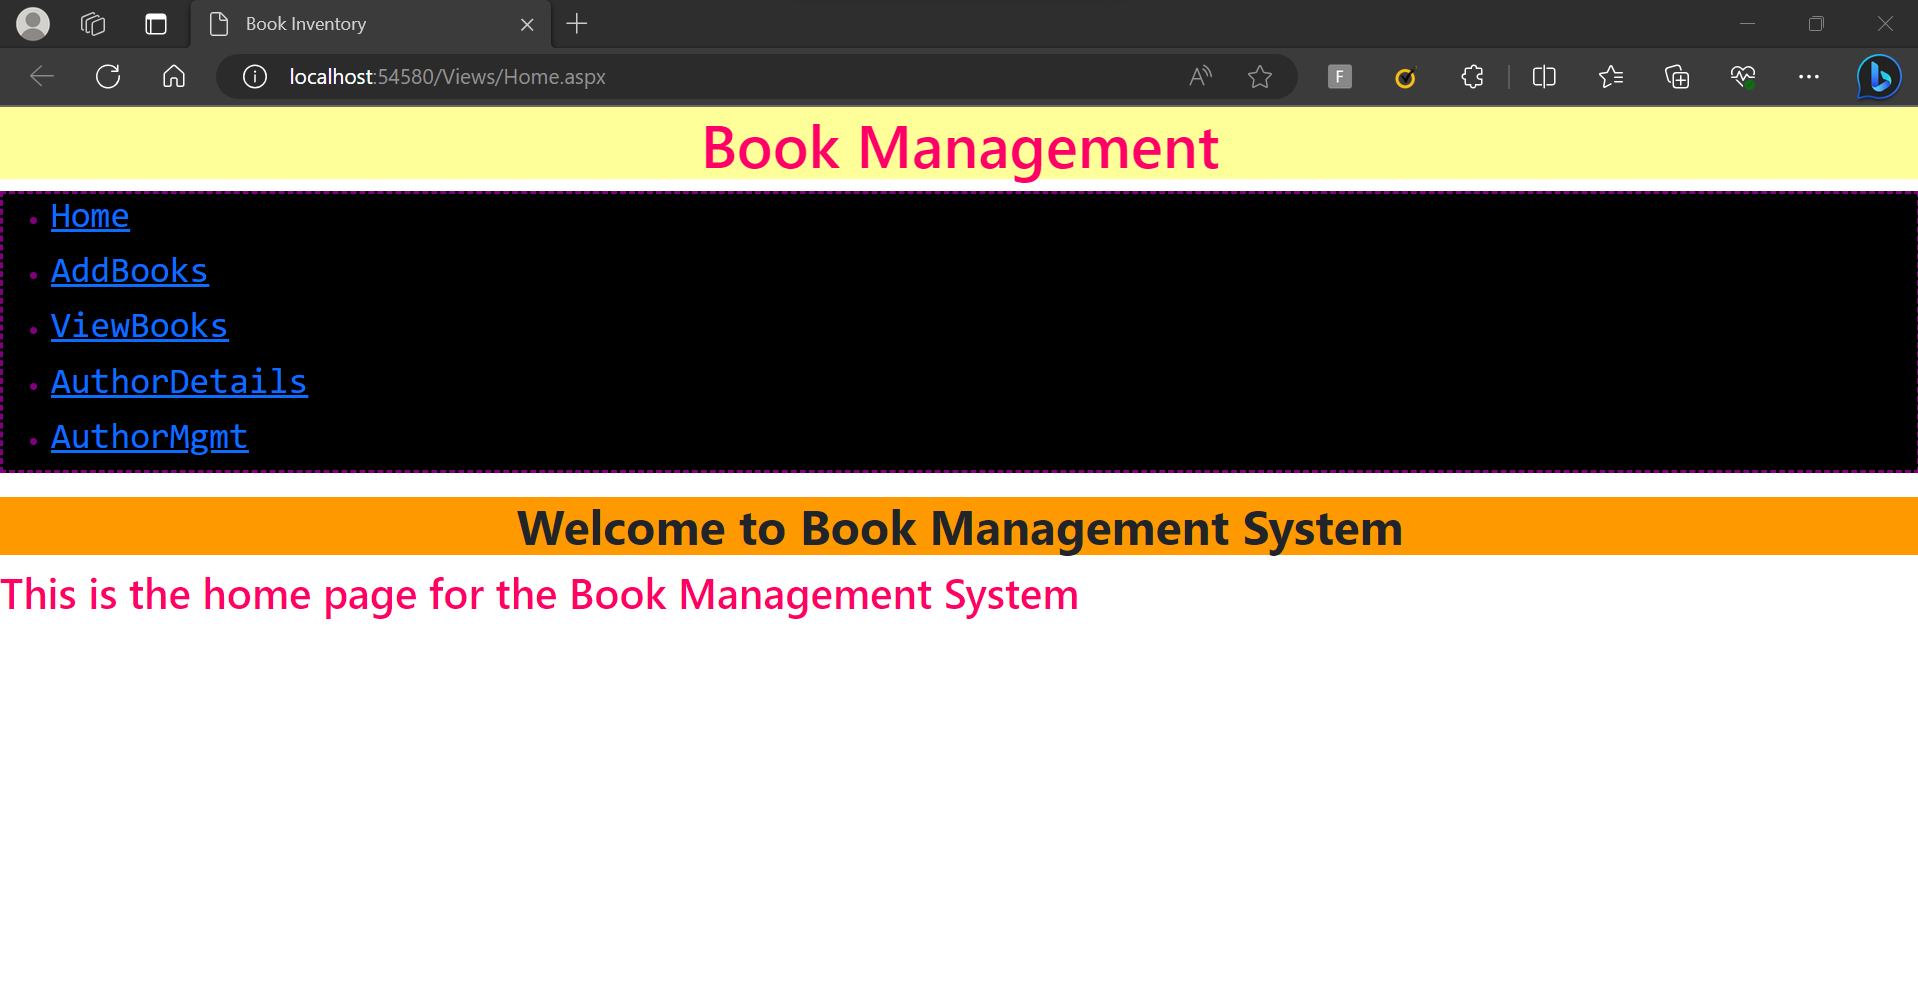 Book Inventory
localhost:54580/Views/Home.aspx
F
Book Management
Home
AddBooks
ViewBooks
AuthorDetails
AuthorMgmt
Welcome to Book Management System
This is the home page for the Book Management System